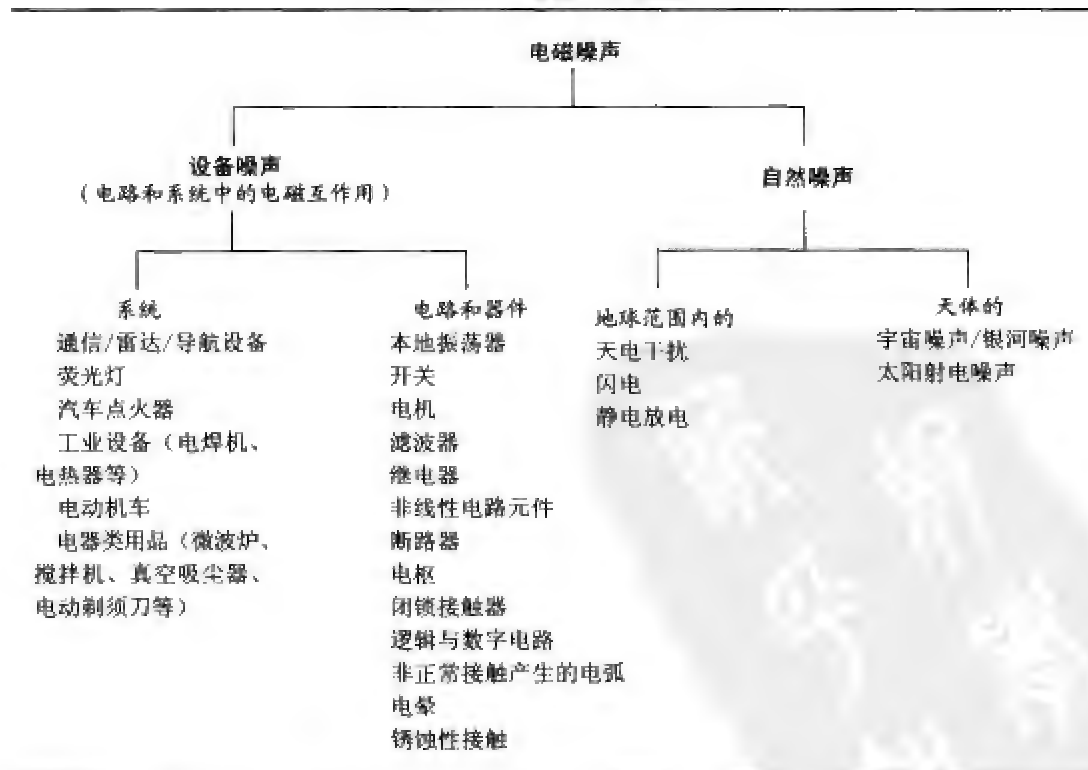 电磁噪声
设备噪声
（电路和系统中的电磁互作用）
自然噪声
系统
通信/雷达/导航设备
荧光灯
汽车点火器
工业设备（电焊机、
电热器等）
电动机车
电器类用品（微波炉、
搅拌机、真空吸尘器、
电动剃须刀等）
电路和器件
本地振荡器
开关
电机
滤波器
继电器
非线性电路元件
断路器
电枢
闭锁接触器
逻辑与数字电路
非正常接触产生的电弧
电晕
锈蚀性接触
地球范围内的
天电干扰
闪电
静电放电
天体的
宇宙噪声/银河噪声
太阳射电噪声